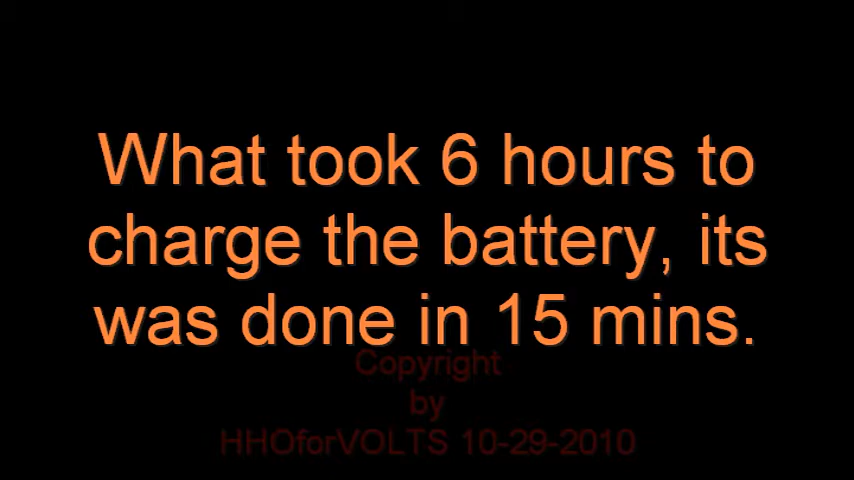 What took 6 hours to
charge the battery, its
was done in 15 mins.
Copyright
by
HHOforVOLTS 10-29-2010